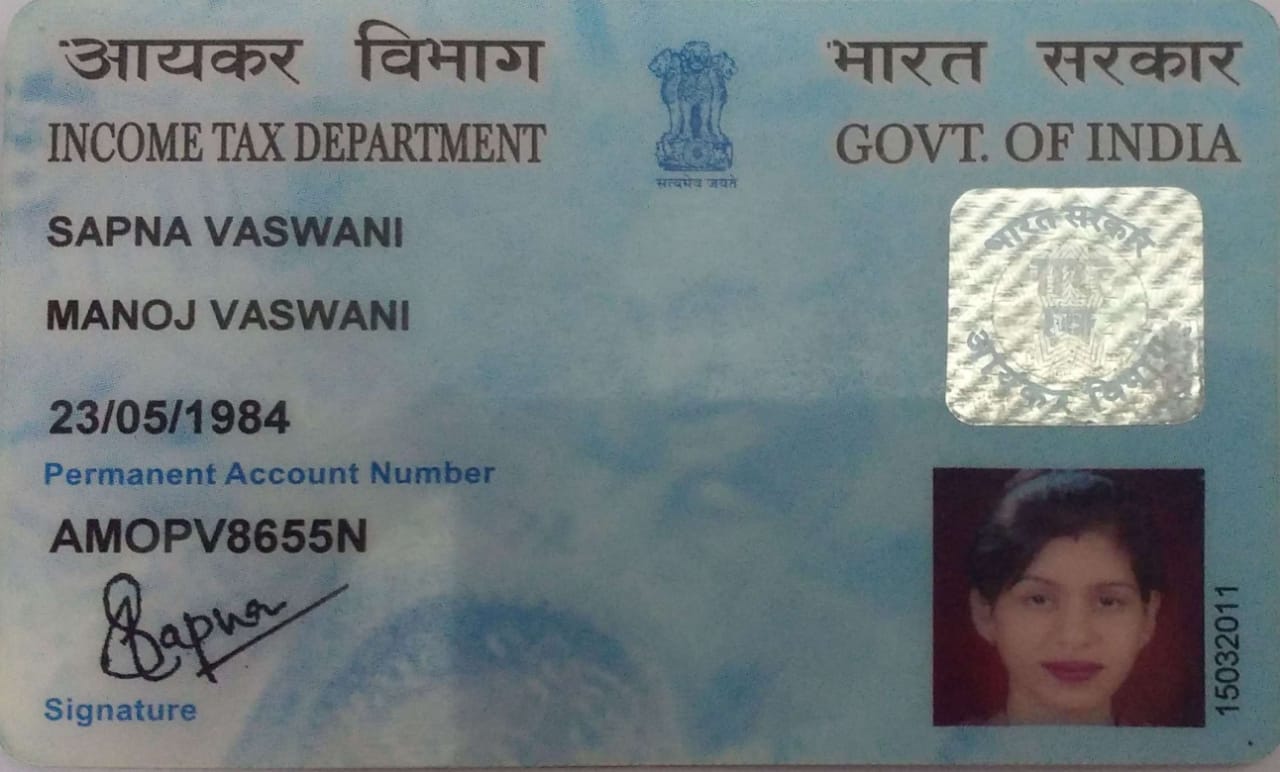 आयकर विभाग
भारत सरकार
INCOME TAX DEPARTMENT
GOVT. OF INDIA
सत्यमेव जयते
SAPNA VASWANI
भारत सरकार
आयकर विभाग
MANOJ VASWANI
23/05/1984
Permanent Account Number
AMOPV8655N
Sapna
Signature
15032011